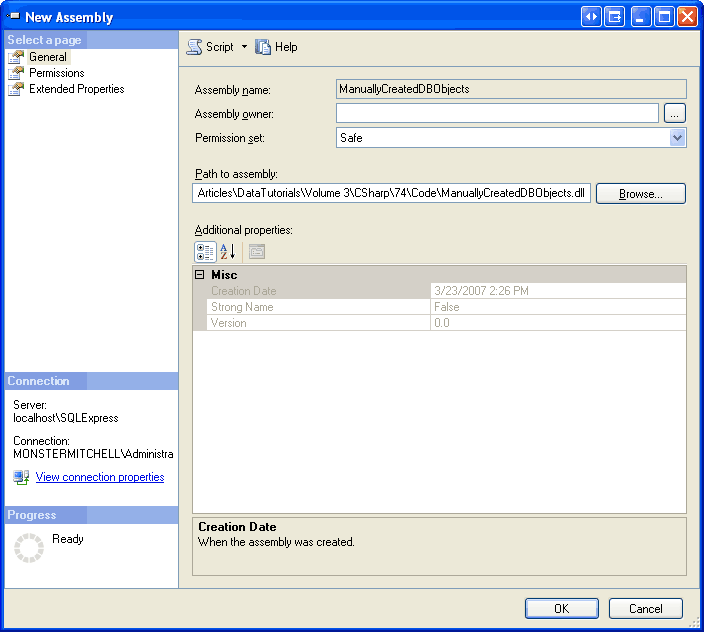 New Assembly
Select a page
General
Permissions
Extended Properties
Script
Help
Assembly name:
ManuallyCreatedDBObjects
Assembly owner:
...
Permission set:
Safe
Path to assembly:
Articles\DataTutorials\Volume 3\CSharp\74\Code\ManuallyCreatedDBObjects.dll
Browse...
Additional properties:
Misc
Creation Date
3/23/2007 2:26 PM
Strong Name
False
Version
0.0
Connection
Server:
localhost\SQLExpress
Connection:
MONSTERMITCHELL\Administra
View connection properties
Progress
Ready
Creation Date
When the assembly was created.
OK
Cancel